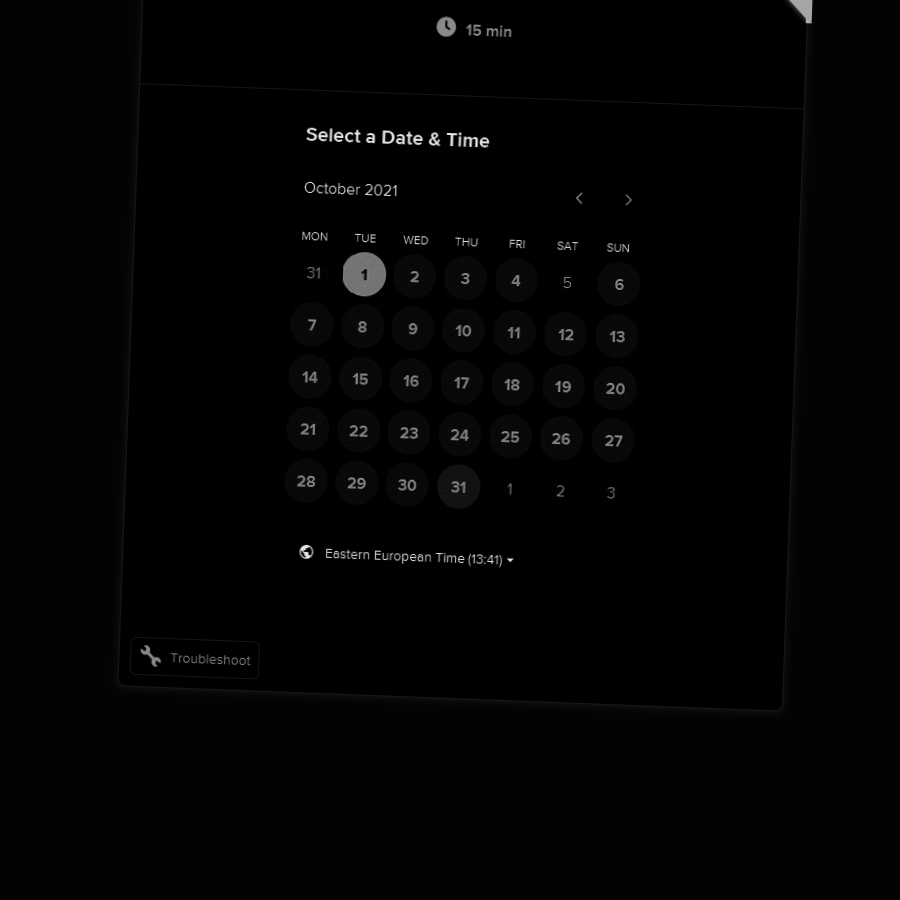 15 min
Select a Date & Time
October 2021
MON TUE WED THU FRI SAT SUN
31 1 2 3 4 5 6
7 8 9 10 11 12 13
14 15 16 17 18 19 20
21 22 23 24 25 26 27
28 29 30 31 1 2 3
Eastern European Time (13:41)
Troubleshoot